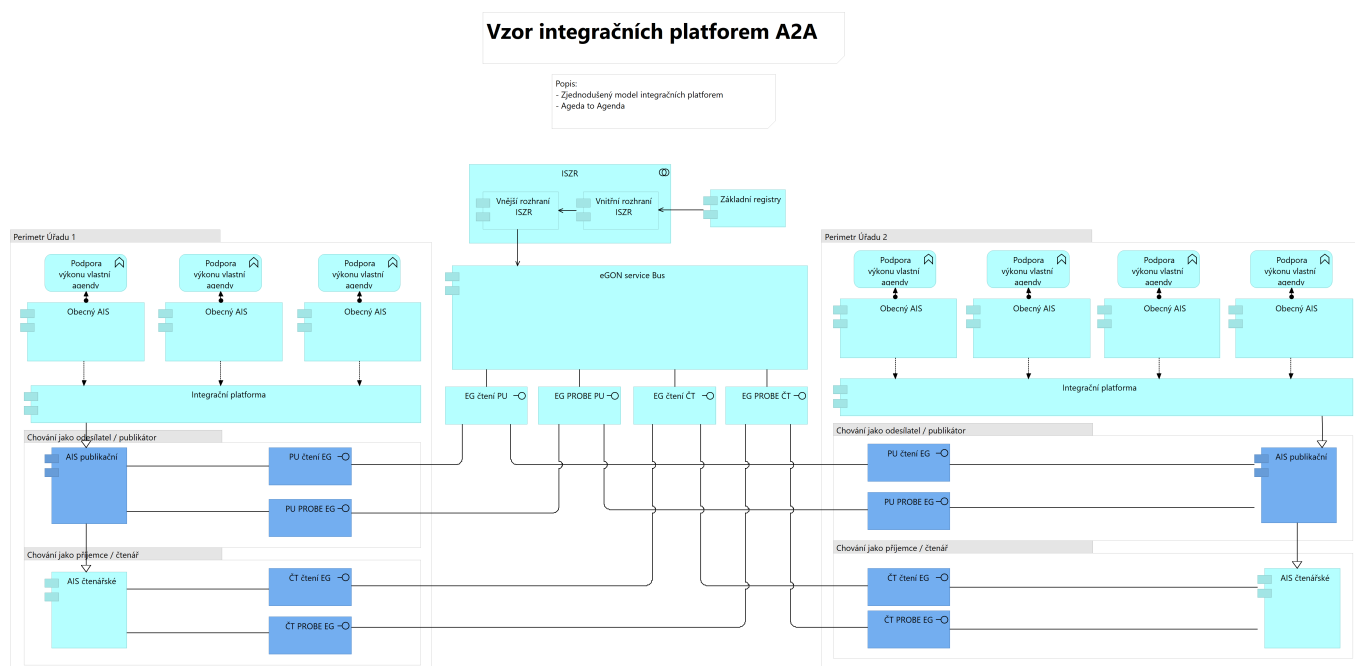 Vzor integračních platforem A2A
Popis:
- Zjednodušený model integračních platforem
- Ageda to Agenda
ISZR
Vnější rozhraní
ISZR
Vnitřní rozhraní
ISZR
Základní registry
Perimetr Úřadu 1
Podpora
výkonu vlastní
agendy
Podpora
výkonu vlastní
agendy
Podpora
výkonu vlastní
agendy
Obecný AIS
Obecný AIS
Obecný AIS
Integrační platforma
Chování jako odesílatel / publikátor
AIS publikační
PU čtení EG
PU PROBE EG
Chování jako příjemce / čtenář
AIS čtenářské
ČT čtení EG
ČT PROBE EG
eGON service Bus
EG čtení PU
EG PROBE PU
EG čtení ČT
EG PROBE ČT
Perimetr Úřadu 2
Podpora
výkonu vlastní
agendy
Podpora
výkonu vlastní
agendy
Podpora
výkonu vlastní
agendy
Podpora
výkonu vlastní
agendy
Obecný AIS
Obecný AIS
Obecný AIS
Obecný AIS
Integrační platforma
Chování jako odesílatel / publikátor
PU čtení EG
AIS publikační
PU PROBE EG
Chování jako příjemce / čtenář
ČT čtení EG
AIS čtenářské
ČT PROBE EG